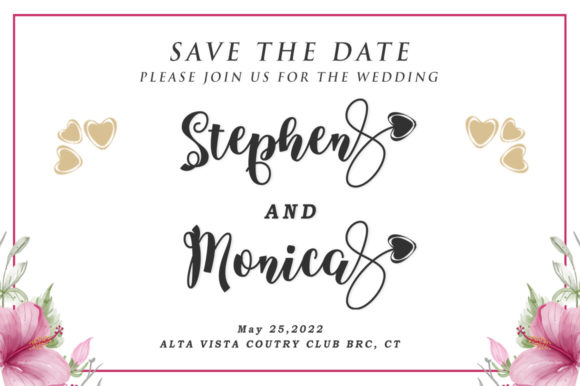 SAVE THE DATE
PLEASE JOIN US FOR THE WEDDING
Stephen
AND
Monica
May 25,2022
ALTA VISTA COUTRY CLUB BRC, CT